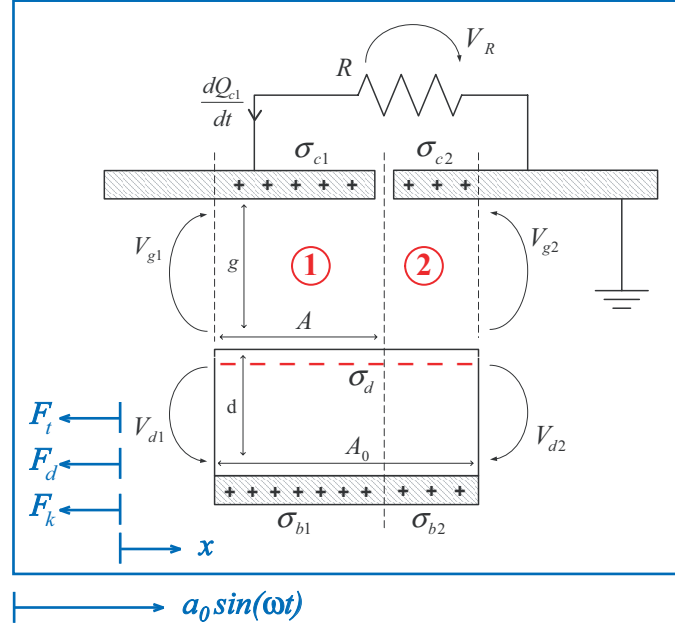 V_R
R
dQ_c1/dt
σ_c1 σ_c2
+ + + + + + + +
V_g1 g 1 2 V_g2
A
σ_d
F_t V_d1 d V_d2
F_d A_0
F_k + + + + + + + + + +
σ_b1 σ_b2
x
a_0 sin(ωt)